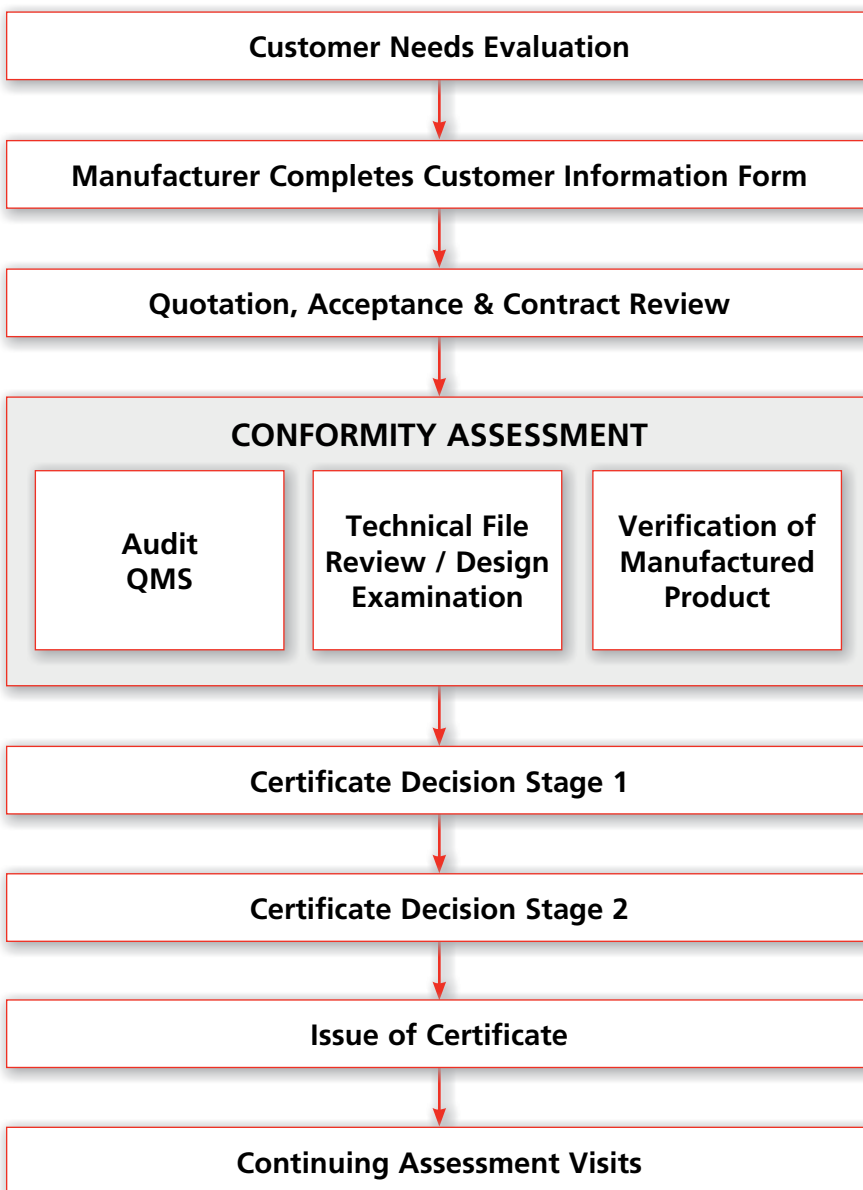 Customer Needs Evaluation
Manufacturer Completes Customer Information Form
Quotation, Acceptance & Contract Review
CONFORMITY ASSESSMENT
Audit
QMS
Technical File
Review / Design
Examination
Verification of
Manufactured
Product
Certificate Decision Stage 1
Certificate Decision Stage 2
Issue of Certificate
Continuing Assessment Visits